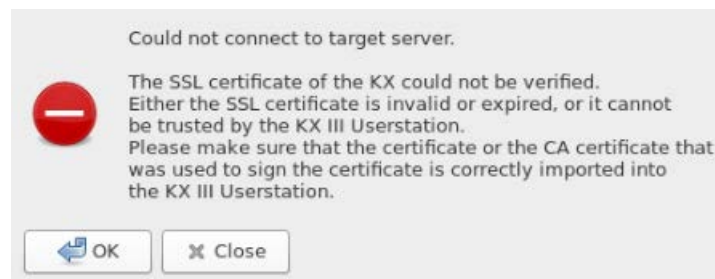 Could not connect to target server.
The SSL certificate of the KX could not be verified.
Either the SSL certificate is invalid or expired, or it cannot
be trusted by the KX III Userstation.
Please make sure that the certificate or the CA certificate that
was used to sign the certificate is correctly imported into
the KX III Userstation.
OK
Close